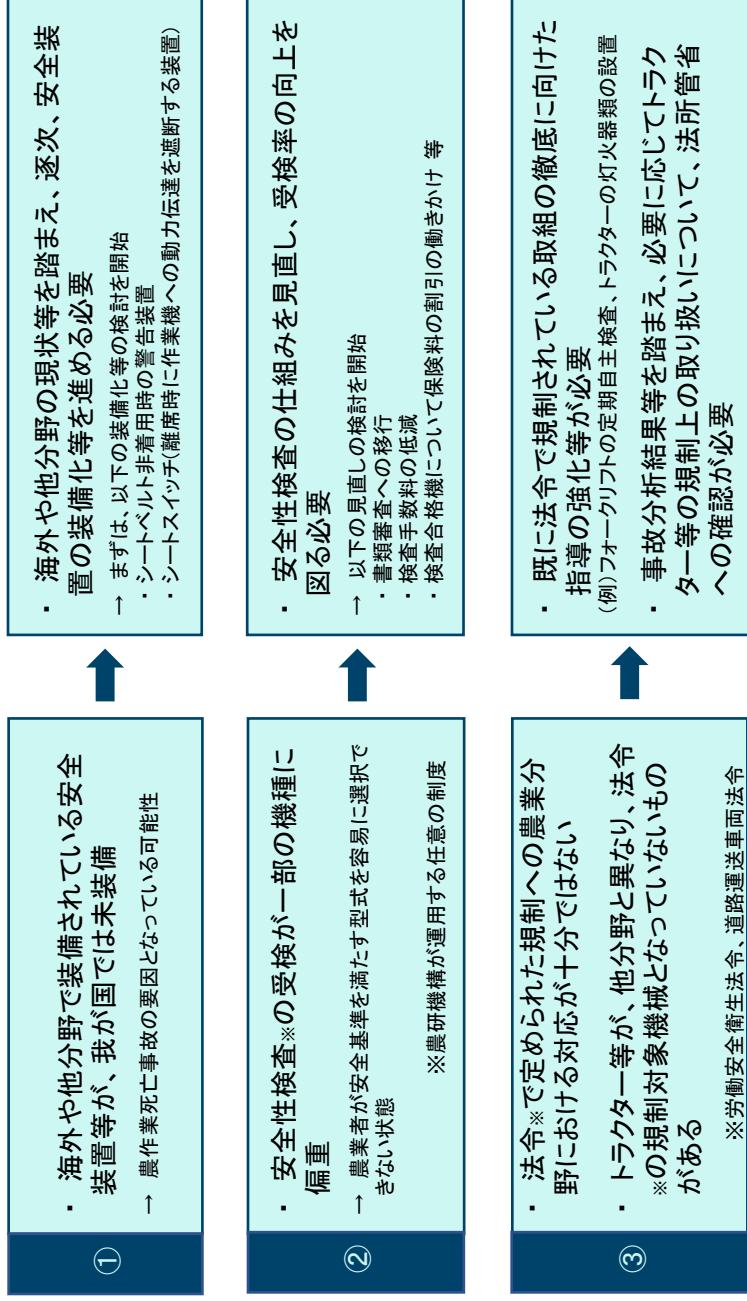 ①
・ 海外や他分野で装備されている安全
装置等が、我が国では未装備
→ 農作業死亡事故の要因となっている可能性
・ 海外や他分野の現状等を踏まえ、逐次、安全装
置の装備化等を進める必要
→ まずは、以下の装備化等の検討を開始
・シートベルト非着用時の警告装置
・シートスイッチ(離席時に作業機への動力伝達を遮断する装置)
②
・ 安全性検査※の受検が一部の機種に
偏重
→ 農業者が安全基準を満たす型式を容易に選択で
きない状態
※農研機構が運用する任意の制度
・ 安全性検査の仕組みを見直し、受検率の向上を
図る必要
→ 以下の見直しの検討を開始
・書類審査への移行
・検査手数料の低減
・検査合格機について保険料の割引の働きかけ 等
③
・ 法令※で定められた規制への農業分
野における対応が十分ではない
・ トラクター等が、他分野と異なり、法令
※の規制対象機械となっていないもの
がある
※労働安全衛生法令、道路運送車両法令
・ 既に法令で規制されている取組の徹底に向けた
指導の強化等が必要
(例)フォークリフトの定期自主検査、トラクターの灯火器類の設置
・ 事故分析結果等を踏まえ、必要に応じてトラク
ター等の規制上の取り扱いについて、法所管省
への確認が必要